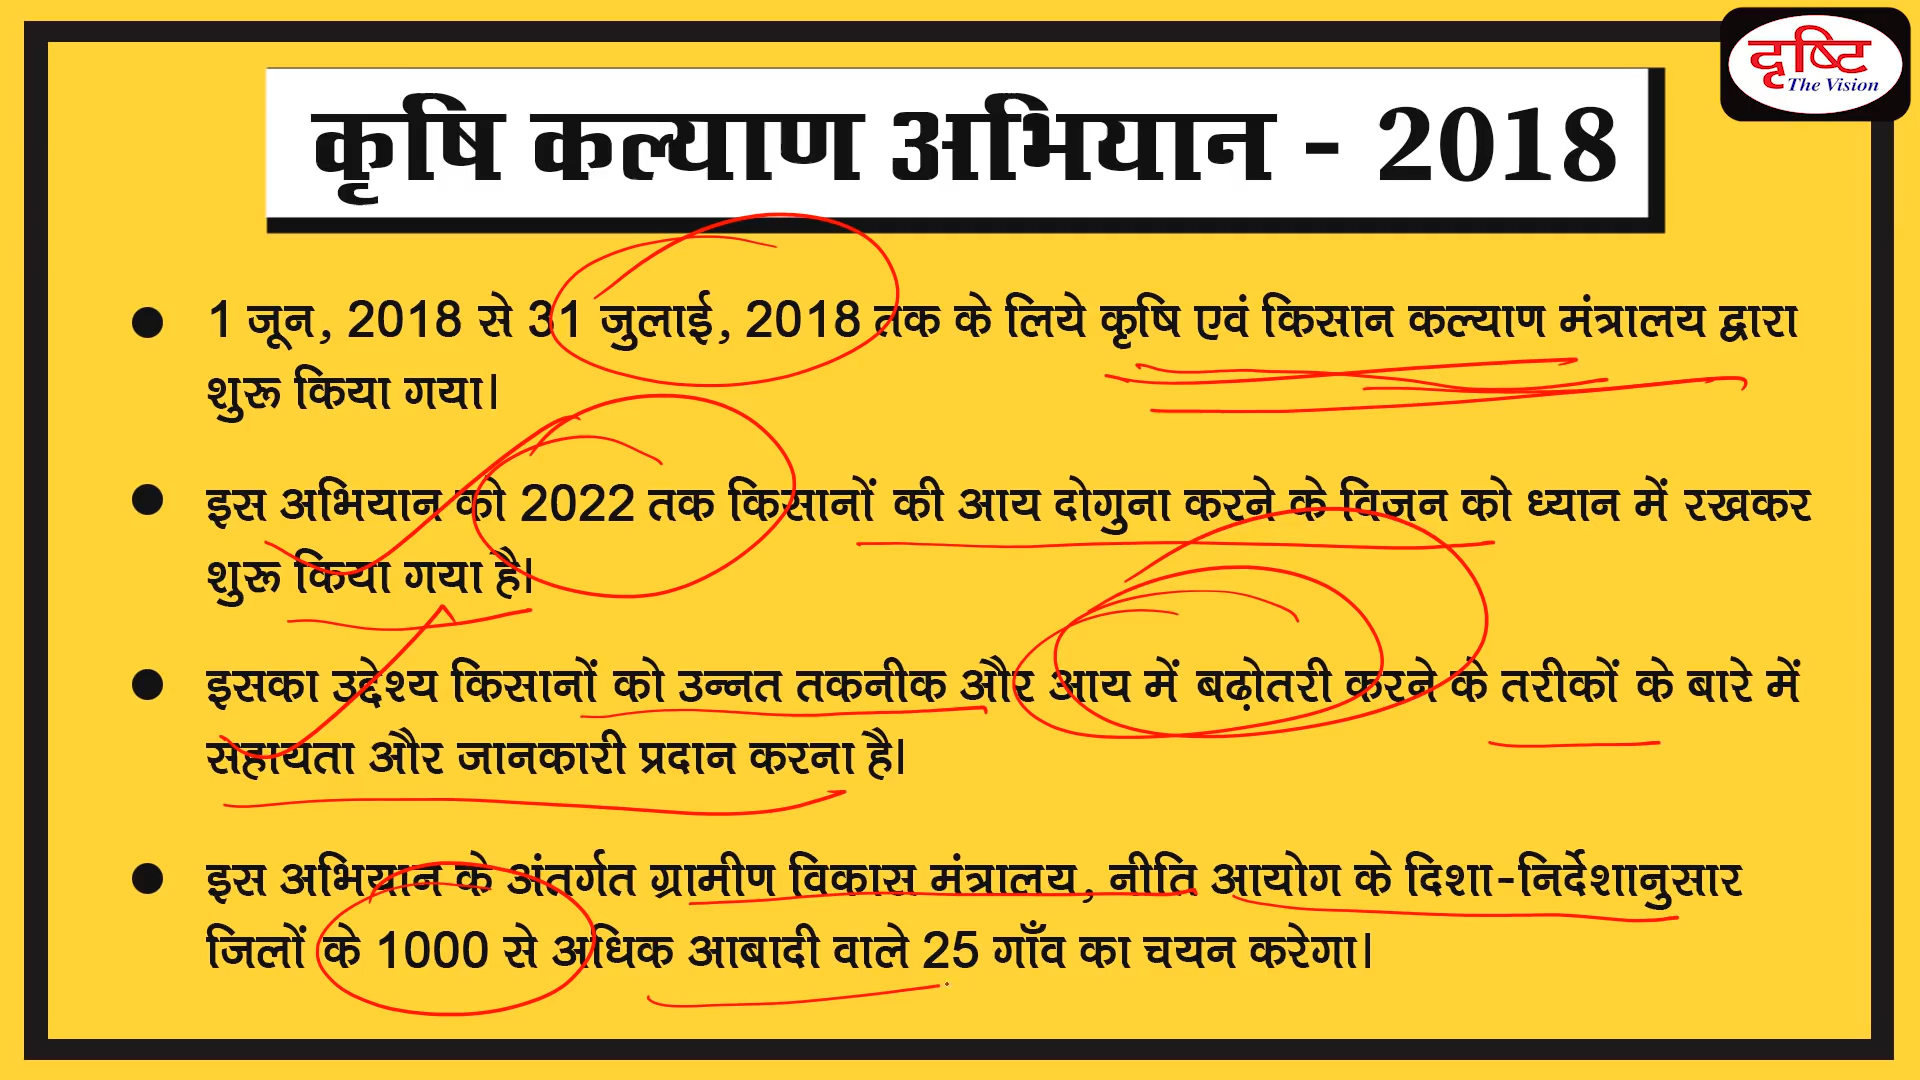 दृष्टि
The Vision
कृषि कल्याण अभियान - 2018
● 1 जून, 2018 से 31 जुलाई, 2018 तक के लिये कृषि एवं किसान कल्याण मंत्रालय द्वारा
शुरू किया गया।
● इस अभियान को 2022 तक किसानों की आय दोगुना करने के विजन को ध्यान में रखकर
शुरू किया गया है।
● इसका उद्देश्य किसानों को उन्नत तकनीक और आय में बढ़ोतरी करने के तरीकों के बारे में
सहायता और जानकारी प्रदान करना है।
● इस अभियान के अंतर्गत ग्रामीण विकास मंत्रालय, नीति आयोग के दिशा-निर्देशानुसार
जिलों के 1000 से अधिक आबादी वाले 25 गाँव का चयन करेगा।